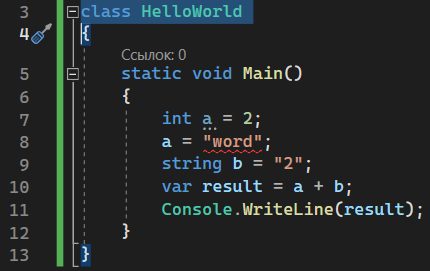 3 class HelloWorld
4 {
Ссылок: 0
5 static void Main()
6 {
7 int a = 2;
8 a = "word";
9 string b = "2";
10 var result = a + b;
11 Console.WriteLine(result);
12 }
13 }